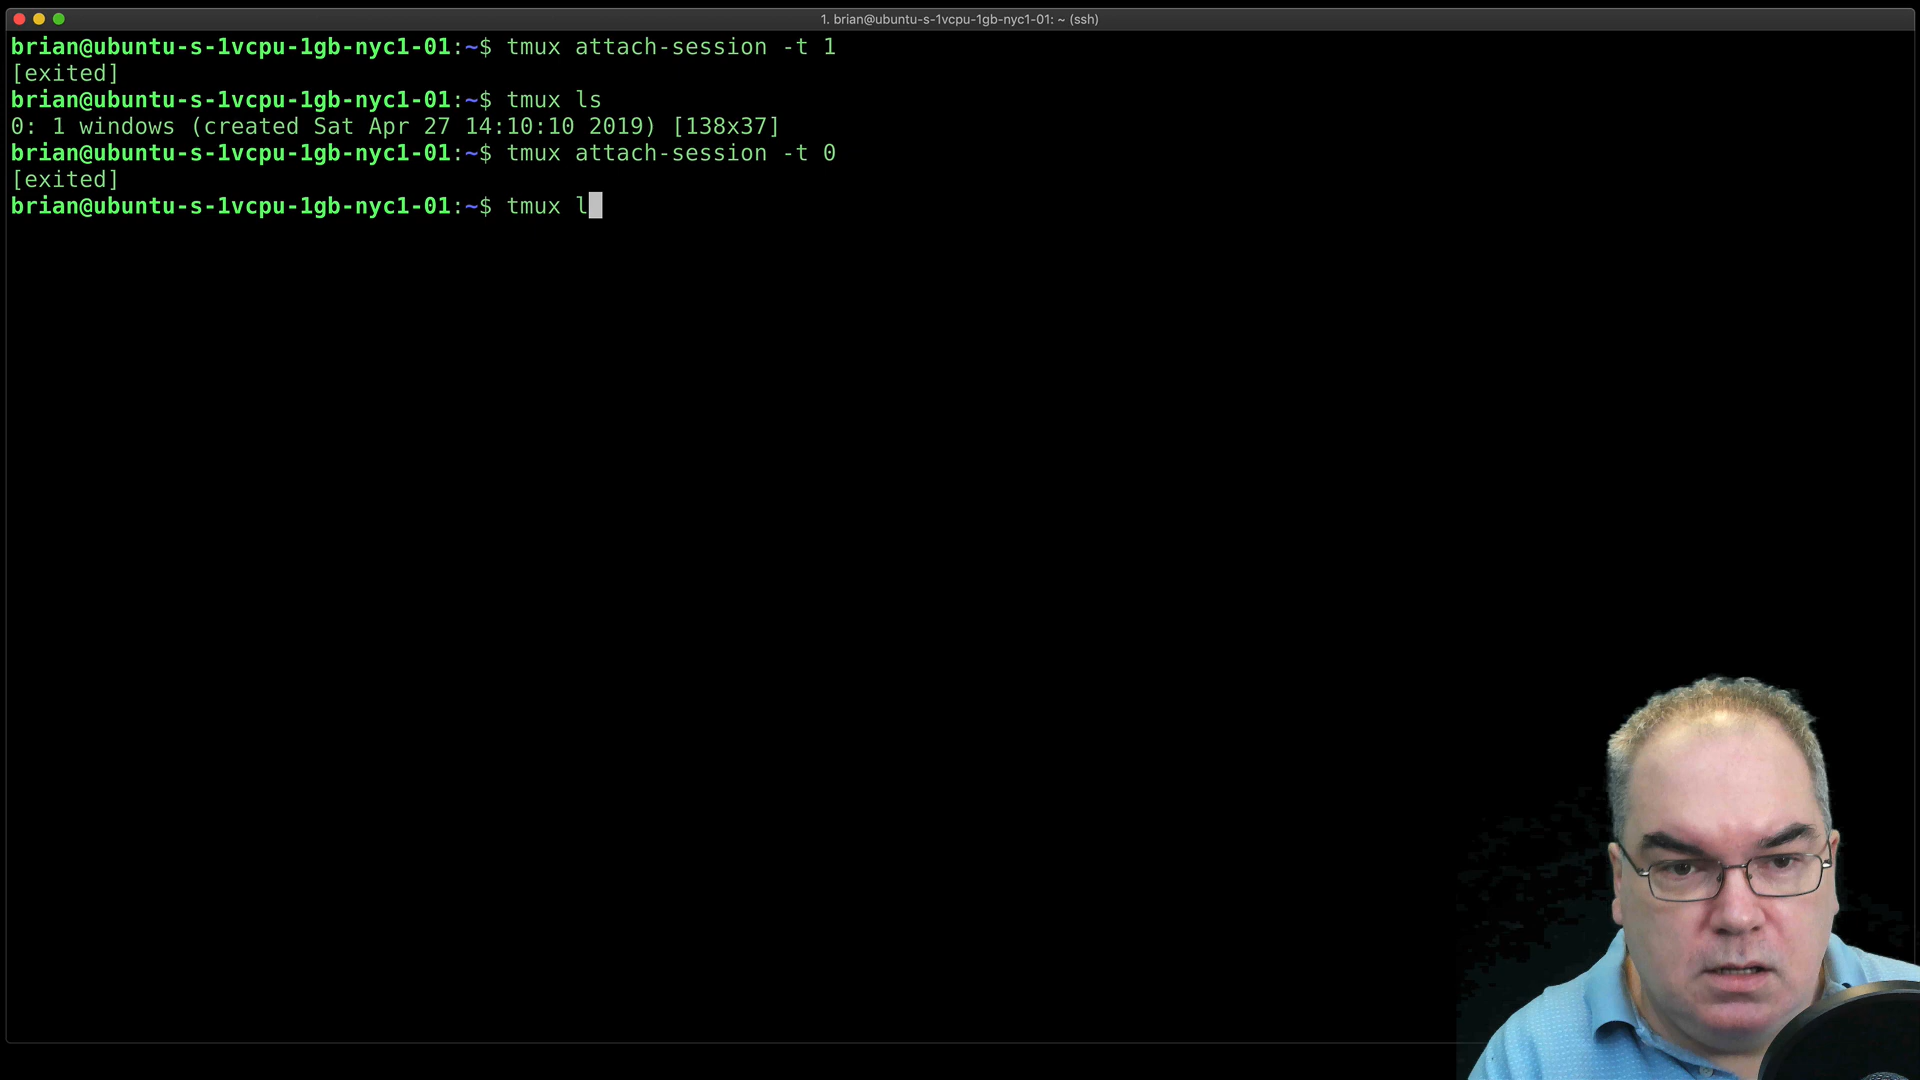 1. brian@ubuntu-s-1vcpu-1gb-nyc1-01: ~ (ssh)
brian@ubuntu-s-1vcpu-1gb-nyc1-01:~$ tmux attach-session -t 1
[exited]
brian@ubuntu-s-1vcpu-1gb-nyc1-01:~$ tmux ls
0: 1 windows (created Sat Apr 27 14:10:10 2019) [138x37]
brian@ubuntu-s-1vcpu-1gb-nyc1-01:~$ tmux attach-session -t 0
[exited]
brian@ubuntu-s-1vcpu-1gb-nyc1-01:~$ tmux l